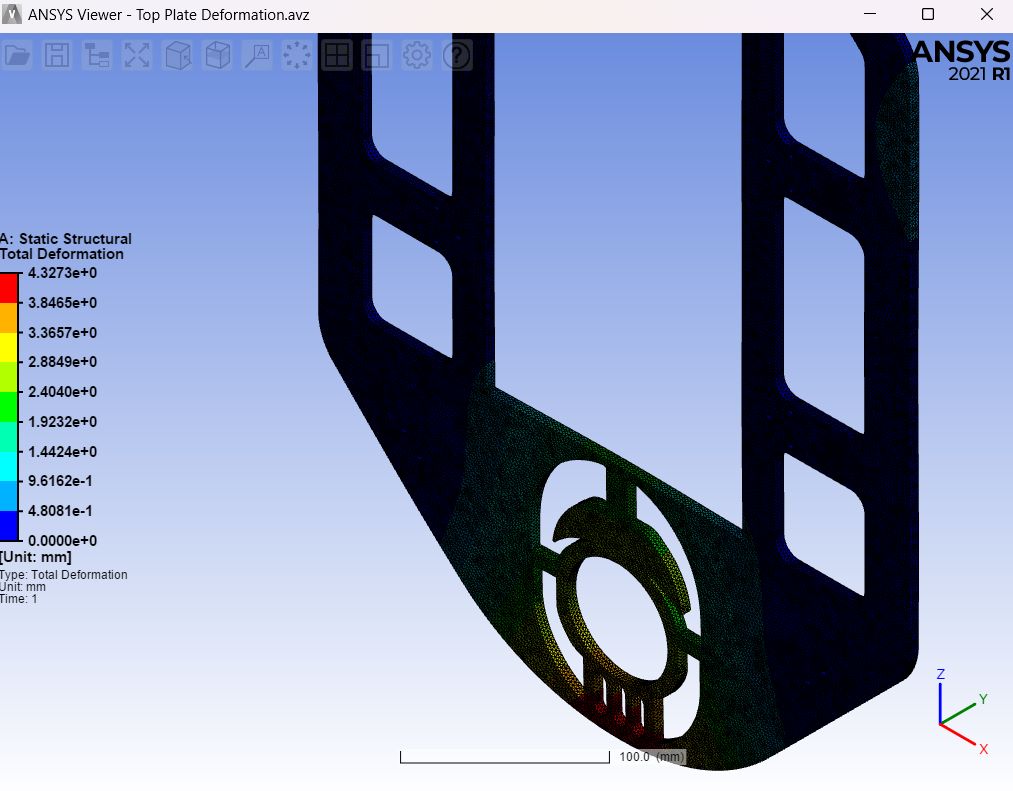 ANSYS Viewer - Top Plate Deformation.avz
ANSYS
2021 R1
A: Static Structural
Total Deformation
4.3273e+0
3.8465e+0
3.3657e+0
2.8849e+0
2.4040e+0
1.9232e+0
1.4424e+0
9.6162e-1
4.8081e-1
0.0000e+0
[Unit: mm]
Type: Total Deformation
Unit: mm
Time: 1
100.0 (mm)
Z
Y
X